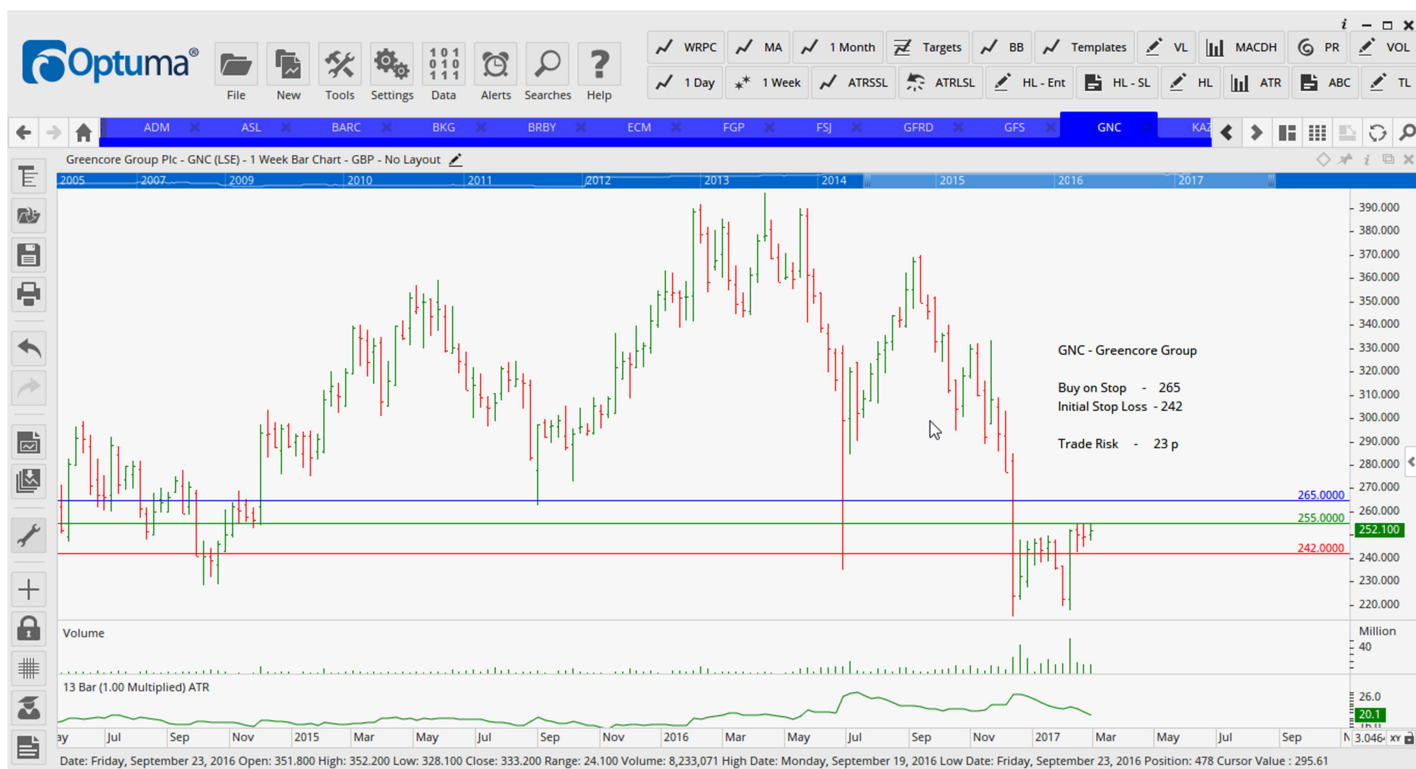 i
Optuma®
File New Tools Settings Data Alerts Searches Help
101
010
111
WRPC MA 1 Month Targets BB Templates VL MACDH PR VOL
1 Day 1 Week ATRSSL ATRLSL HL - Ent HL - SL HL ATR ABC TL
ADM ASL BARC BKG BRBY ECM FGP FSJ GFRD GFS GNC KAZ
Greencore Group Plc - GNC (LSE) - 1 Week Bar Chart - GBP - No Layout
2005 2007 2009 2010 2011 2012 2013 2014 2015 2016 2017
390.000
380.000
370.000
360.000
350.000
340.000
330.000
320.000
310.000
300.000
290.000
280.000
270.000
260.000
252.100
240.000
230.000
220.000
GNC - Greencore Group
Buy on Stop - 265
Initial Stop Loss - 242
Trade Risk - 23 p
265.0000
255.0000
242.0000
Volume
Million
40
13 Bar (1.00 Multiplied) ATR
26.0
20.1
ay Jul Sep Nov 2015 Mar May Jul Sep Nov 2016 Mar May Jul Sep Nov 2017 Mar May Jul Sep N 3.046 XY
Date: Friday, September 23, 2016 Open: 351.800 High: 352.200 Low: 328.100 Close: 333.200 Range: 24.100 Volume: 8,233,071 High Date: Monday, September 19, 2016 Low Date: Friday, September 23, 2016 Position: 478 Cursor Value : 295.61